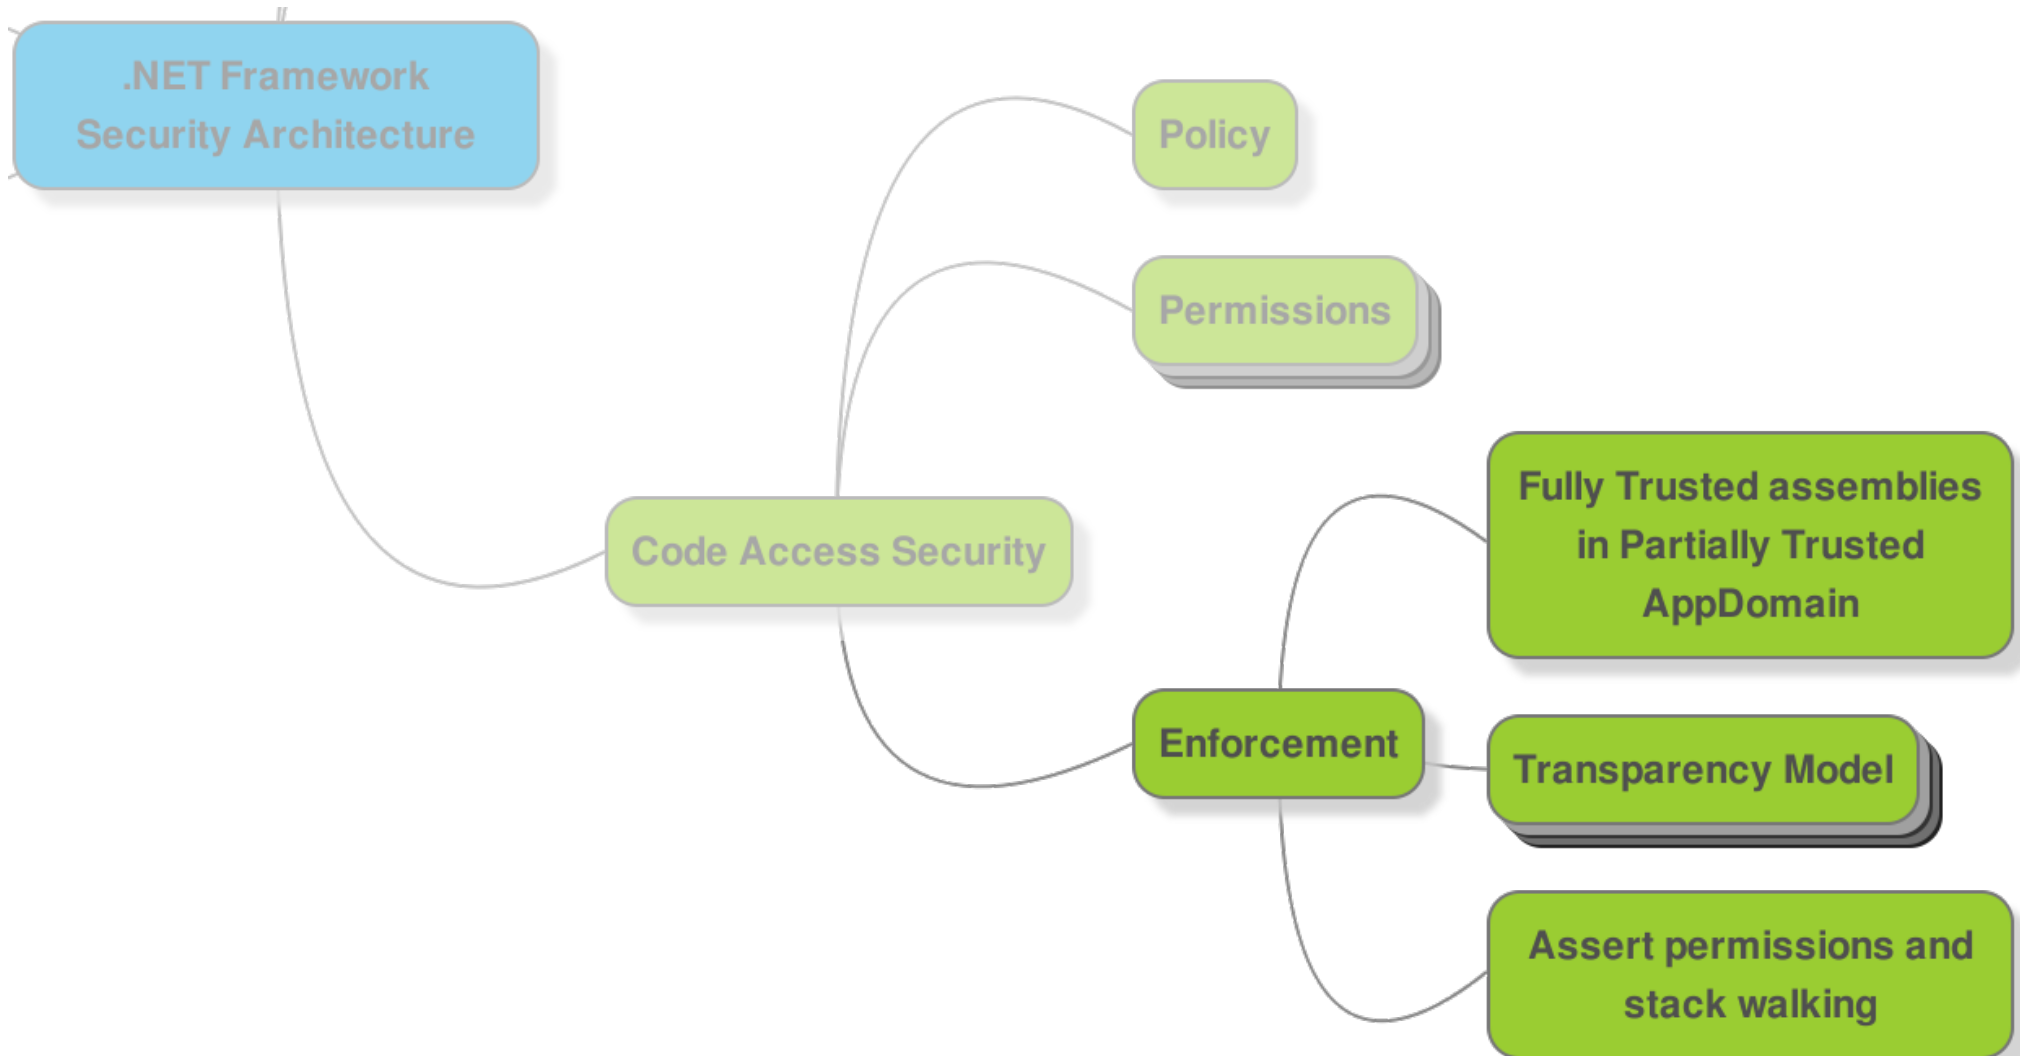 .NET Framework
Security Architecture
Policy
Permissions
Code Access Security
Fully Trusted assemblies
in Partially Trusted
AppDomain
Enforcement
Transparency Model
Assert permissions and
stack walking